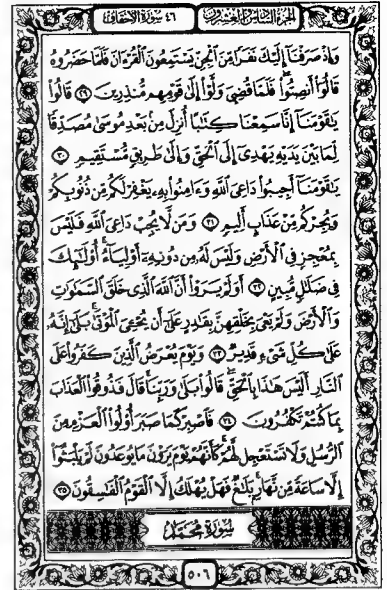 الجزء السادس والعشرون ٤٦ سورة الأحقاف
وَإِذْ صَرَفْنَآ إِلَيْكَ نَفَرًا مِّنَ ٱلْجِنِّ يَسْتَمِعُونَ ٱلْقُرْءَانَ فَلَمَّا حَضَرُوهُ
قَالُوٓا۟ أَنصِتُوا۟ ۖ فَلَمَّا قُضِىَ وَلَّوْا۟ إِلَىٰ قَوْمِهِم مُّنذِرِينَ ٢٩ قَالُوا۟
يَٰقَوْمَنَآ إِنَّا سَمِعْنَا كِتَٰبًا أُنزِلَ مِنۢ بَعْدِ مُوسَىٰ مُصَدِّقًا
لِّمَا بَيْنَ يَدَيْهِ يَهْدِىٓ إِلَى ٱلْحَقِّ وَإِلَىٰ طَرِيقٍ مُّسْتَقِيمٍ ٣٠
يَٰقَوْمَنَآ أَجِيبُوا۟ دَاعِىَ ٱللَّهِ وَءَامِنُوا۟ بِهِۦ يَغْفِرْ لَكُم مِّن ذُنُوبِكُمْ
وَيُجِرْكُم مِّنْ عَذَابٍ أَلِيمٍ ٣١ وَمَن لَّا يُجِبْ دَاعِىَ ٱللَّهِ فَلَيْسَ
بِمُعْجِزٍ فِى ٱلْأَرْضِ وَلَيْسَ لَهُۥ مِن دُونِهِۦٓ أَوْلِيَآءُ ۚ أُو۟لَٰٓئِكَ
فِى ضَلَٰلٍ مُّبِينٍ ٣٢ أَوَلَمْ يَرَوْا۟ أَنَّ ٱللَّهَ ٱلَّذِى خَلَقَ ٱلسَّمَٰوَٰتِ
وَٱلْأَرْضَ وَلَمْ يَعْىَ بِخَلْقِهِنَّ بِقَٰدِرٍ عَلَىٰٓ أَن يُحْۦِىَ ٱلْمَوْتَىٰ ۚ بَلَىٰٓ إِنَّهُۥ
عَلَىٰ كُلِّ شَىْءٍ قَدِيرٌ ٣٣ وَيَوْمَ يُعْرَضُ ٱلَّذِينَ كَفَرُوا۟ عَلَى
ٱلنَّارِ أَلَيْسَ هَٰذَا بِٱلْحَقِّ ۖ قَالُوا۟ بَلَىٰ وَرَبِّنَا ۚ قَالَ فَذُوقُوا۟ ٱلْعَذَابَ
بِمَا كُنتُمْ تَكْفُرُونَ ٣٤ فَٱصْبِرْ كَمَا صَبَرَ أُو۟لُوا۟ ٱلْعَزْمِ مِنَ
ٱلرُّسُلِ وَلَا تَسْتَعْجِل لَّهُمْ ۚ كَأَنَّهُمْ يَوْمَ يَرَوْنَ مَا يُوعَدُونَ لَمْ يَلْبَثُوٓا۟
إِلَّا سَاعَةً مِّن نَّهَارٍۭ ۚ بَلَٰغٌ ۚ فَهَلْ يُهْلَكُ إِلَّا ٱلْقَوْمُ ٱلْفَٰسِقُونَ ٣٥
سورة محمد
٥٠٦